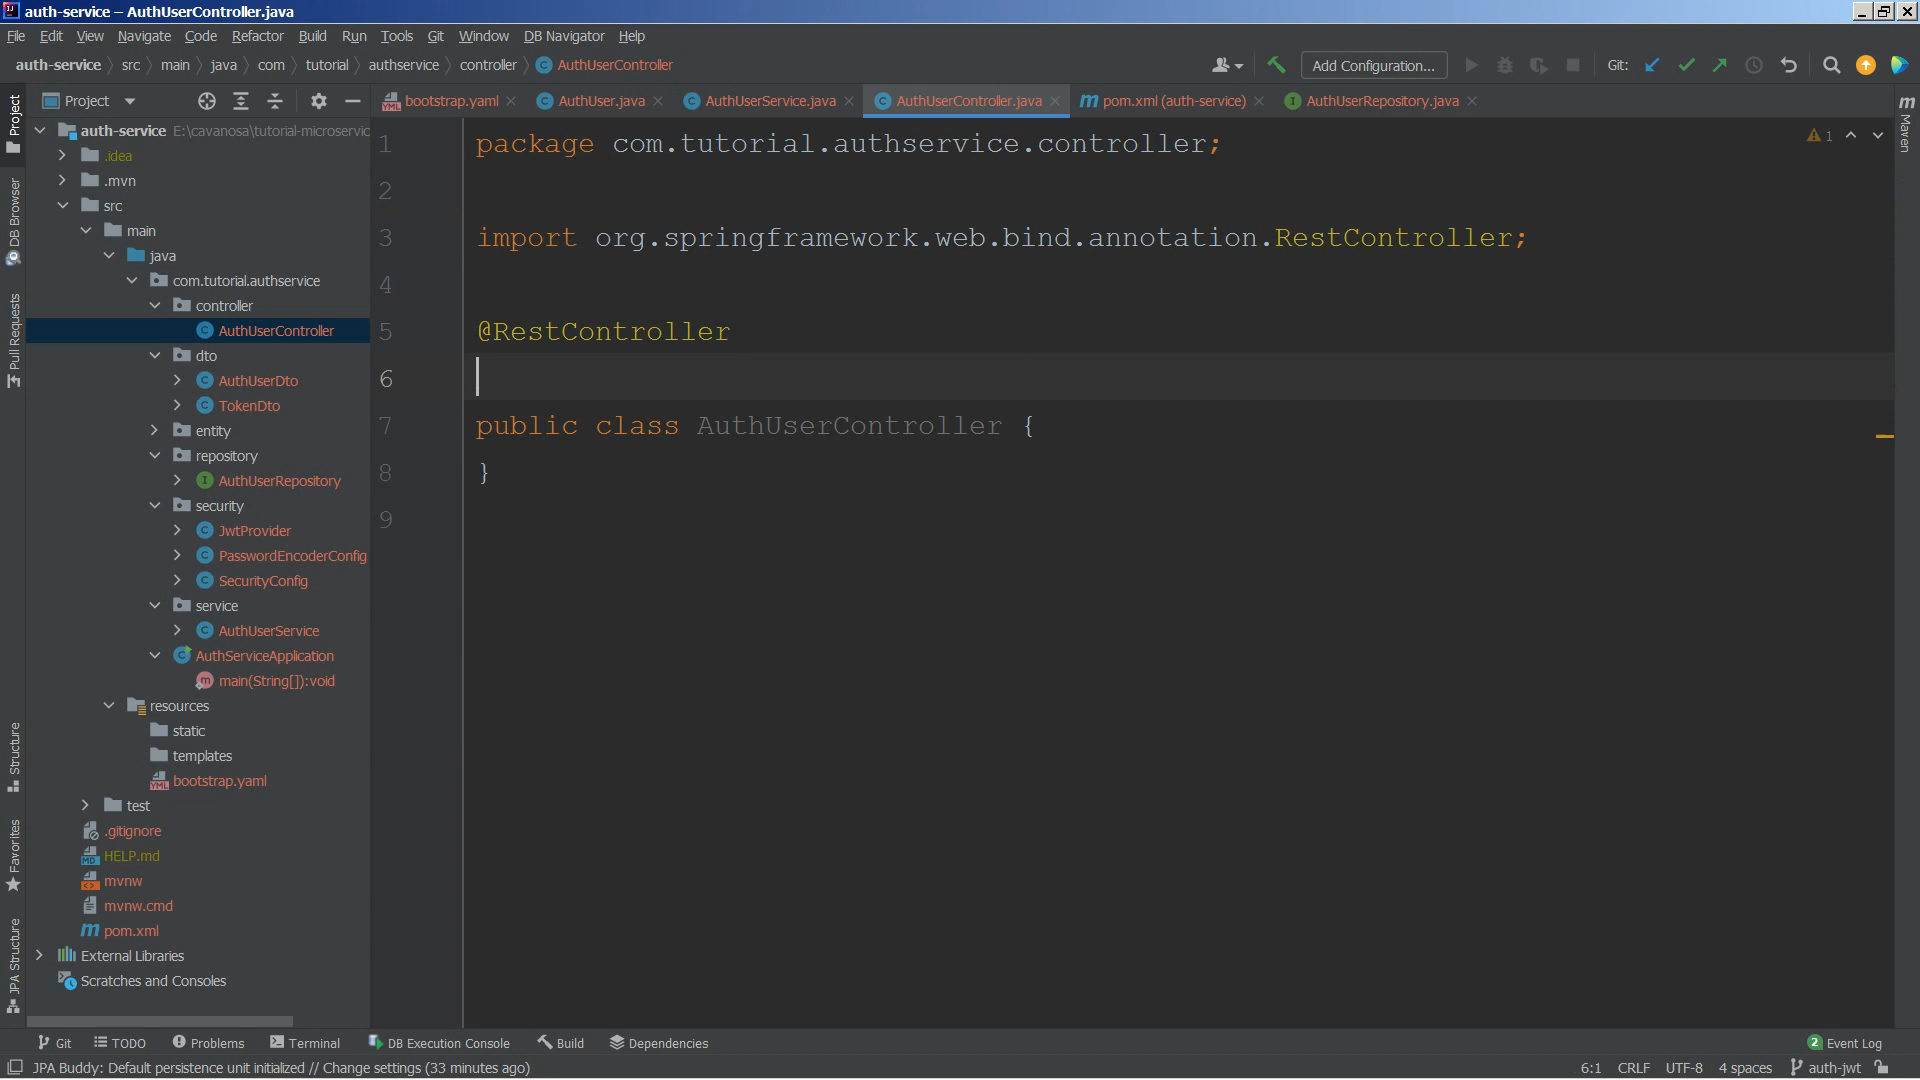 auth-service – AuthUserController.java
File Edit View Navigate Code Refactor Build Run Tools Git Window DB Navigator Help
auth-service src main java com tutorial authservice controller AuthUserController
Add Configuration... Git:
Project
bootstrap.yaml AuthUser.java AuthUserService.java AuthUserController.java pom.xml (auth-service) AuthUserRepository.java
Project
DB Browser
Pull Requests
Structure
Favorites
JPA Structure
Maven
auth-service E:\cavanosa\tutorial-microservic
.idea
.mvn
src
main
java
com.tutorial.authservice
controller
AuthUserController
dto
AuthUserDto
TokenDto
entity
repository
AuthUserRepository
security
JwtProvider
PasswordEncoderConfig
SecurityConfig
service
AuthUserService
AuthServiceApplication
main(String[]):void
resources
static
templates
bootstrap.yaml
test
.gitignore
HELP.md
mvnw
mvnw.cmd
pom.xml
External Libraries
Scratches and Consoles
1 package com.tutorial.authservice.controller;
2
3 import org.springframework.web.bind.annotation.RestController;
4
5 @RestController
6
7 public class AuthUserController {
8 }
9
1
Git TODO Problems Terminal DB Execution Console Build Dependencies 2 Event Log
JPA Buddy: Default persistence unit initialized // Change settings (33 minutes ago) 6:1 CRLF UTF-8 4 spaces auth-jwt